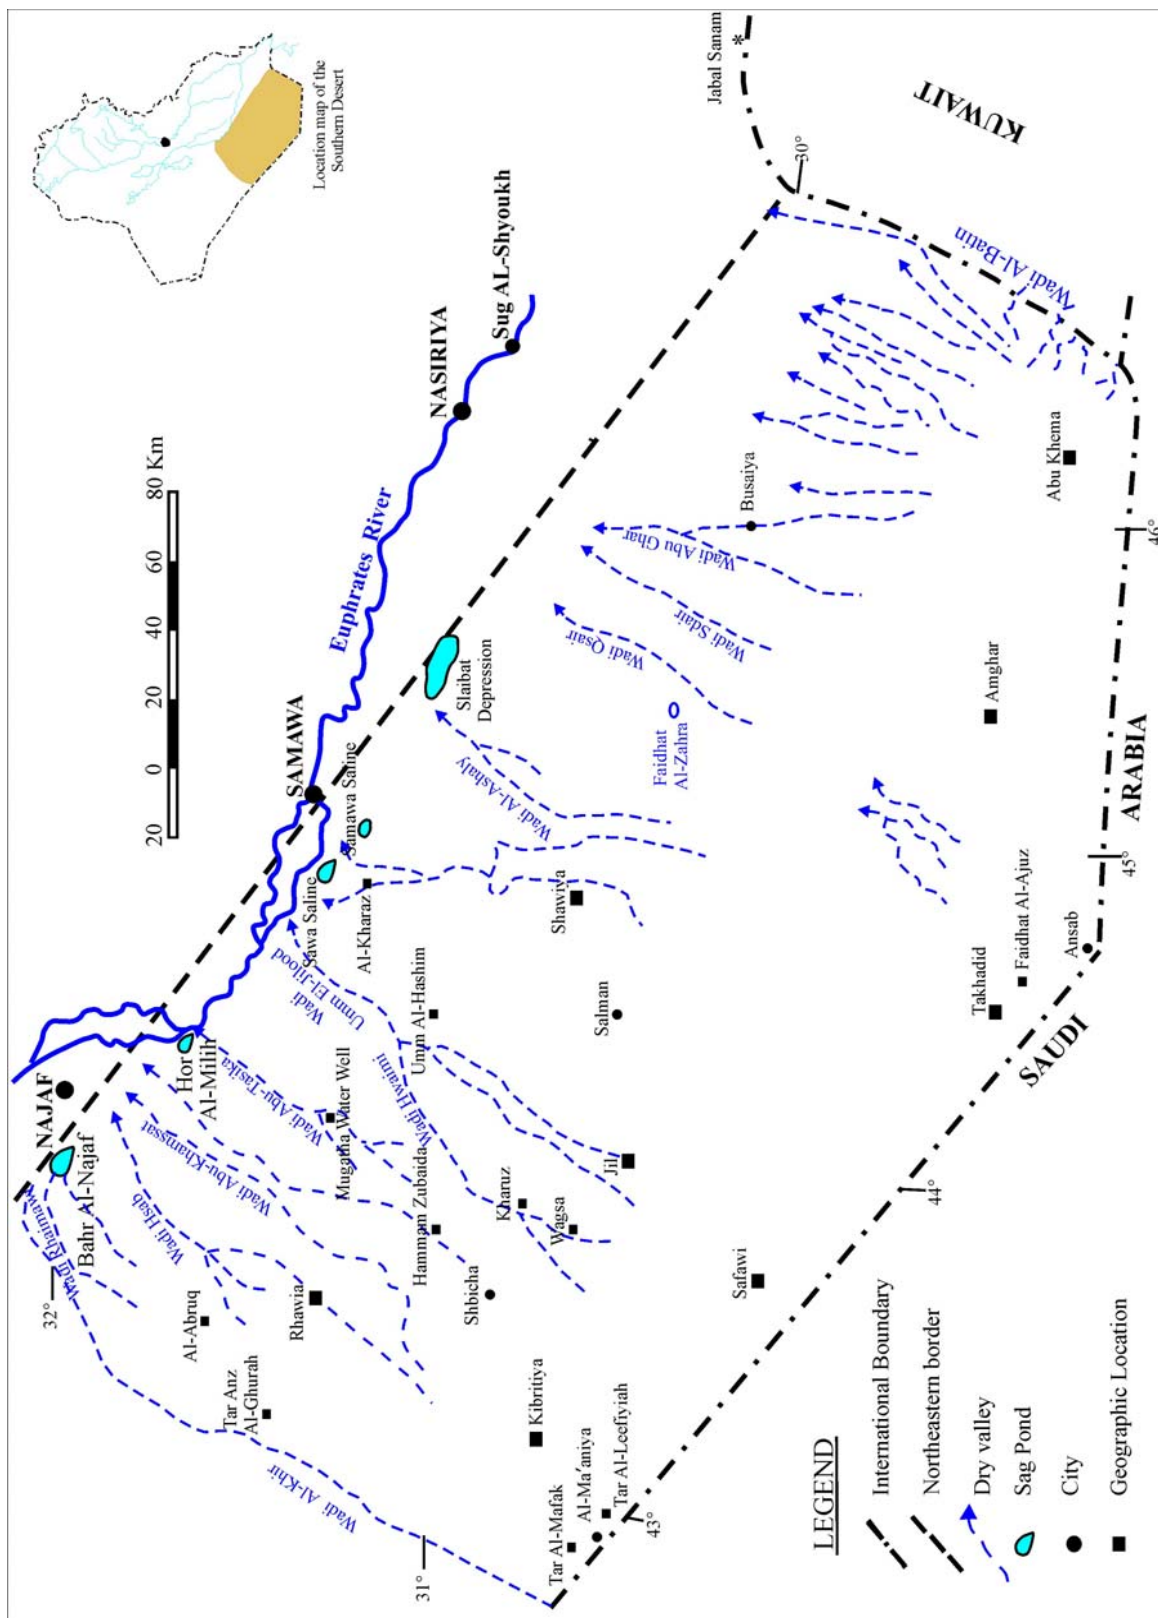 Location map of the
Southern Desert
80 Km
60
40
20
0
20
NAJAF
Bahr Al-Najaf
Hor
Al-Milih
SAMAWA
Euphrates River
NASIRIYA
Sug AL-Shyoukh
Sawa Saline
Samawa Saline
Al-Kharaz
Slaibat
Depression
Jabal Sanam
*
KUWAIT
30°
32°
Wadi Rhaimawi
Wadi Hsab
Wadi Abu-Khamssat
Wadi Abu-Tasika
Wadi
Umm El-Jilood
Wadi Hwaimi
Wadi Al-Ashaly
Wadi Qsair
Wadi Sdair
Wadi Abu Ghar
Wadi Al-Batin
Wadi Al-Khir
Al-Abruq
Rhawia
Tar Anz
Al-Ghurah
Mugatha Water Well
Hammam Zubaida
Umm Al-Hashim
Shbicha
Kharuz
Wagsa
Jil
Salman
Shawiya
Faidhat
Al-Zahra
Busaiya
Abu Khema
Amghar
Kibritiya
Tar Al-Mafak
Al-Ma'aniya
Tar Al-Leefiyiah
Safawi
Takhadid
Faidhat Al-Ajuz
Ansab
31°
43°
44°
45°
46°
SAUDI
ARABIA
LEGEND
International Boundary
Northeastern border
Dry valley
Sag Pond
City
Geographic Location